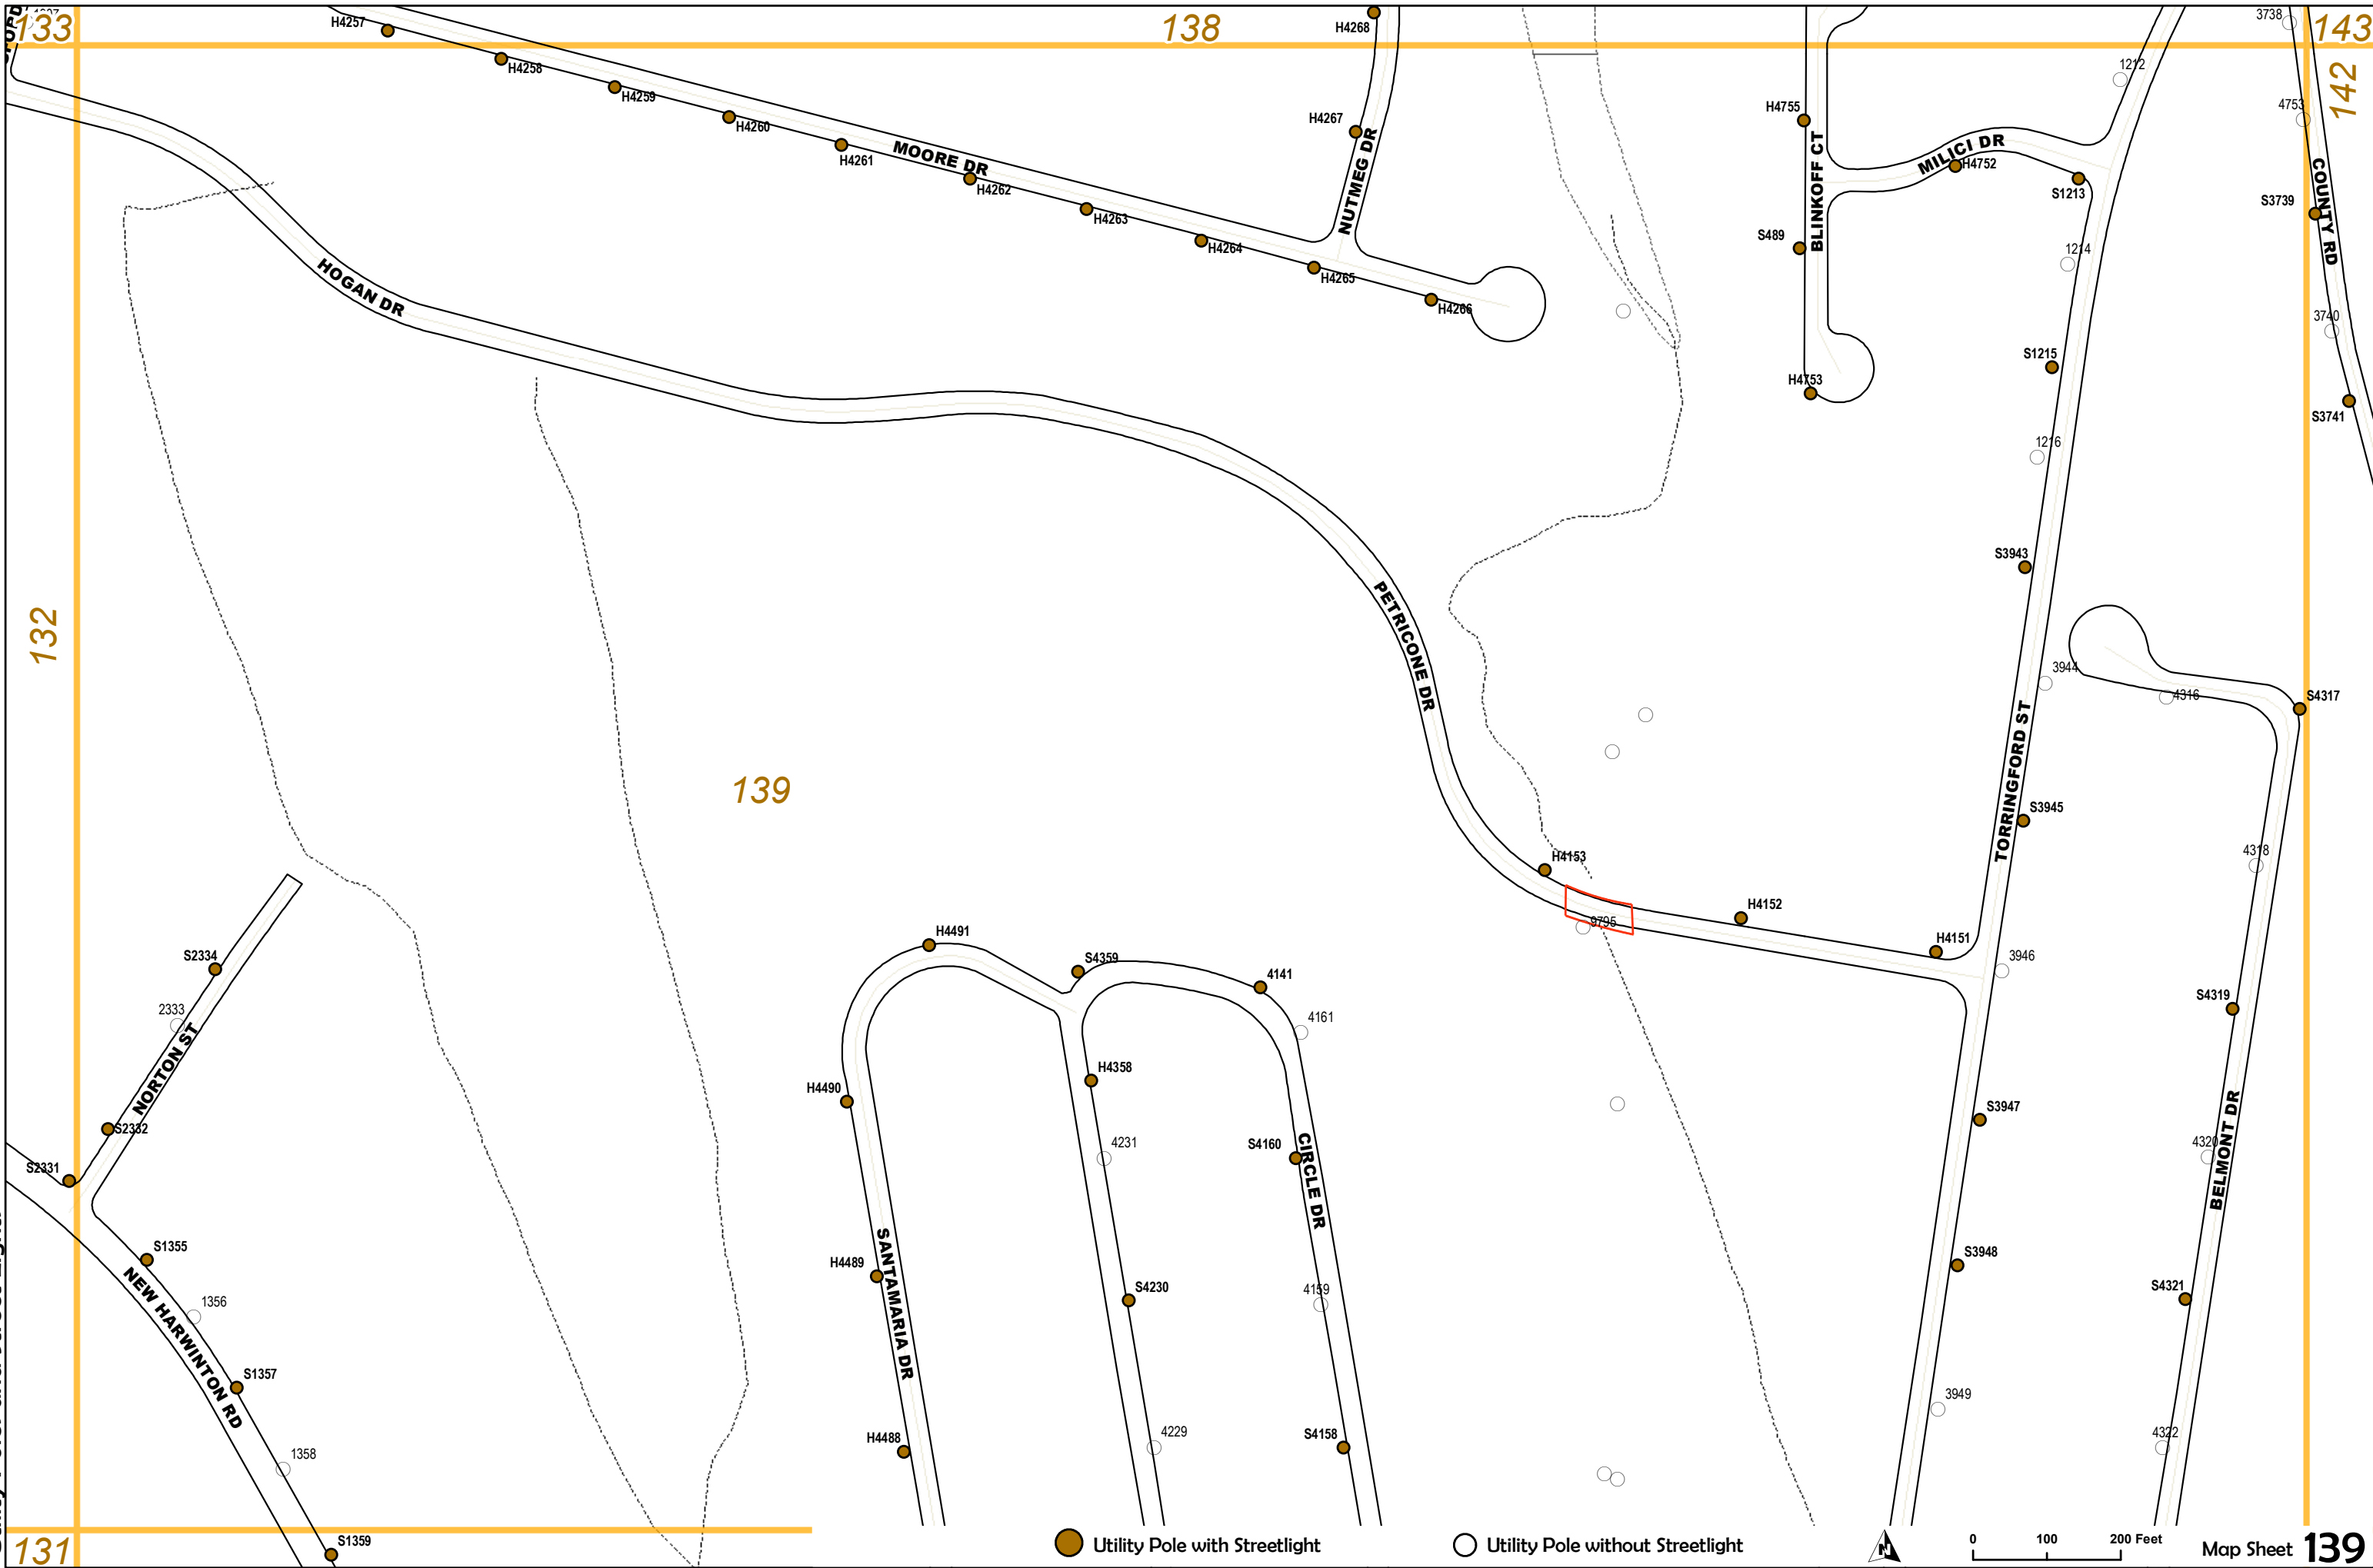 133
H4257
138
H4268
3738
143
H4258
H4259
H4260
H4261
MOORE DR
H4262
H4263
H4264
H4265
H4266
H4267
NUTMEG DR
H4755
BLINKOFF CT
MILICI DR
H4752
1212
S1213
4753
142
COUNTY RD
S3739
S489
1214
3740
S1215
H4753
S3741
HOGAN DR
1216
S3943
132
PETRICONE DR
3944
4316
S4317
TORRINGFORD ST
139
S3945
4318
H4153
9795
H4152
H4151
3946
S4319
H4491
S4359
4141
4161
S2334
2333
NORTON ST
S2332
S2331
H4490
H4358
4231
S4160
CIRCLE DR
S3947
4320
BELMONT DR
S1355
1356
NEW HARWINTON RD
S1357
1358
S1359
H4489
SANTAMARIA DR
S4230
4159
S3948
S4321
H4488
4229
S4158
3949
4322
131
Utility Pole with Streetlight
Utility Pole without Streetlight
N
0 100 200 Feet
Map Sheet 139